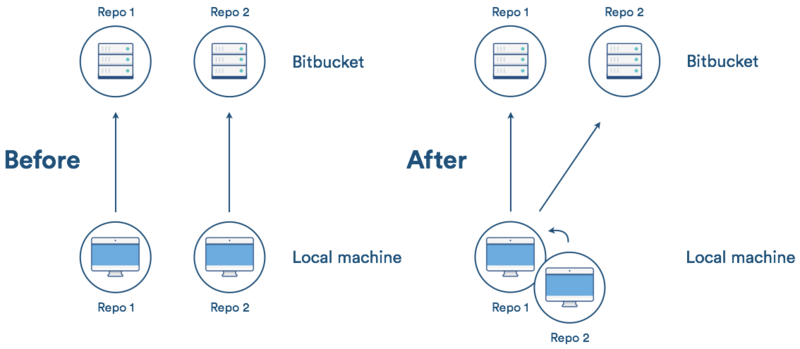 Repo 1
Repo 2
Bitbucket
Before
Local machine
Repo 1
Repo 2
Repo 1
Repo 2
Bitbucket
After
Local machine
Repo 1
Repo 2